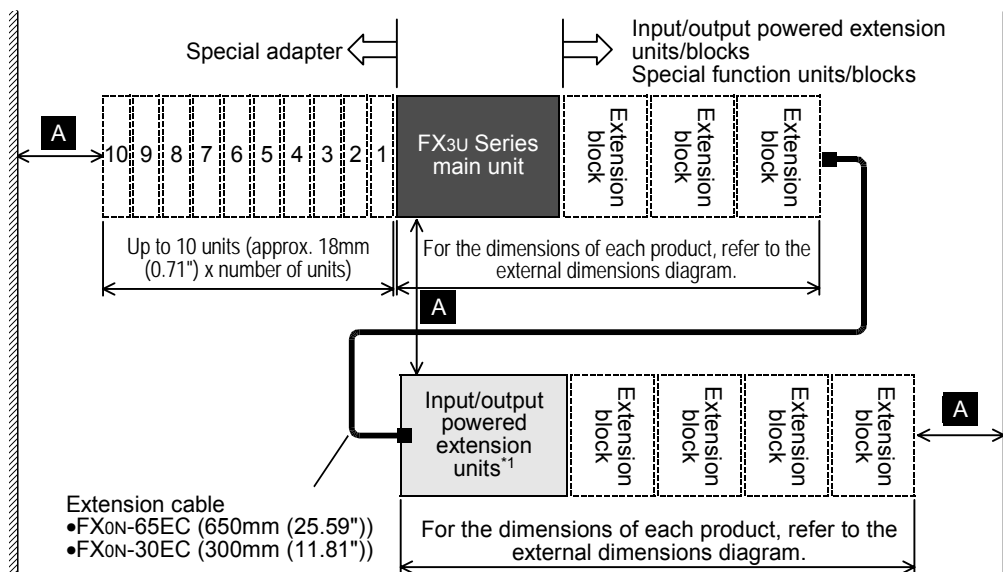 Special adapter
Input/output powered extension
units/blocks
Special function units/blocks
A
10 9 8 7 6 5 4 3 2 1
FX3U Series
main unit
Extension
block
Extension
block
Extension
block
Up to 10 units (approx. 18mm
(0.71") x number of units)
For the dimensions of each product, refer to the
external dimensions diagram.
A
Input/output
powered
extension
units*1
Extension
block
Extension
block
Extension
block
Extension
block
A
Extension cable
•FX0N-65EC (650mm (25.59"))
•FX0N-30EC (300mm (11.81"))
For the dimensions of each product, refer to the
external dimensions diagram.